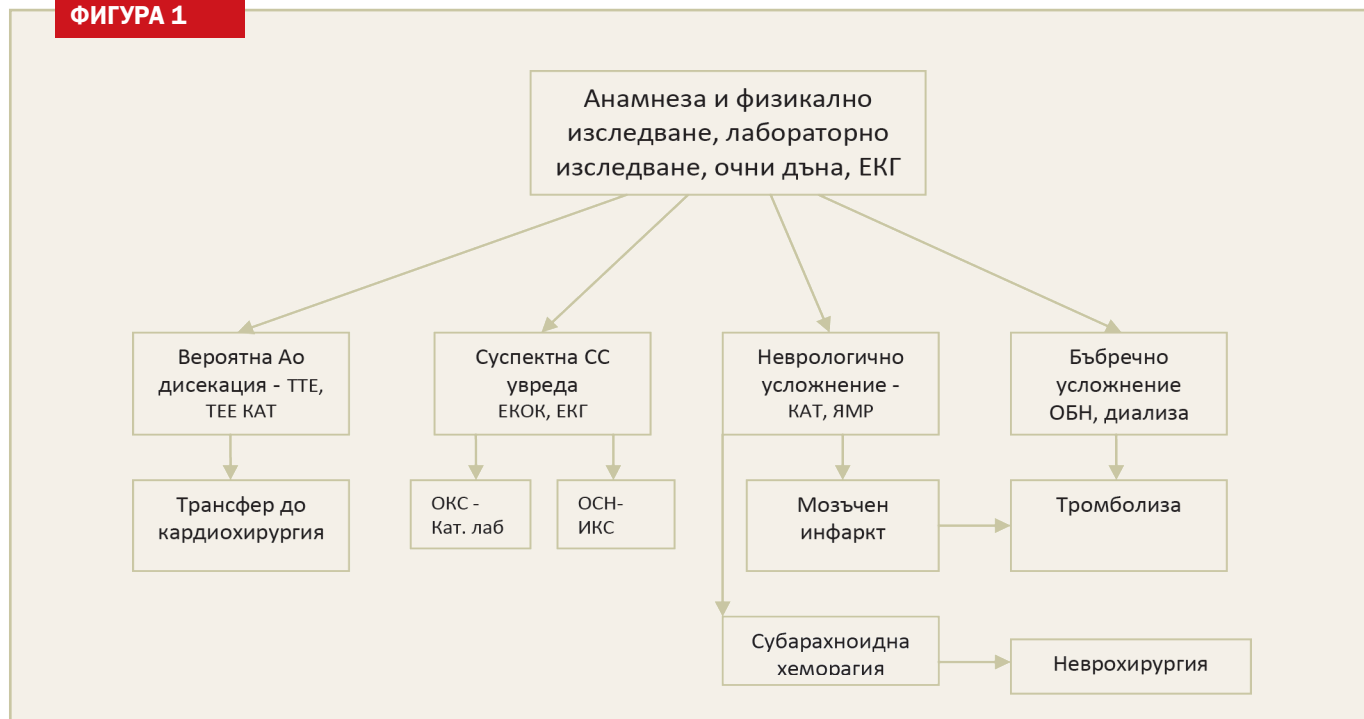 ФИГУРА 1
Анамнеза и физикално
изследване, лабораторно
изследване, очни дъна, ЕКГ
Вероятна Ао
дисекация - ТТЕ,
ТЕЕ КАТ
Суспектна СС
увреда
ЕКОК, ЕКГ
Неврологично
усложнение -
КАТ, ЯМР
Бъбречно
усложнение
ОБН, диализа
Трансфер до
кардиохирургия
ОКС -
Кат. лаб
ОСН-
ИКС
Мозъчен
инфаркт
Тромболиза
Субарахноидна
хеморагия
Неврохирургия